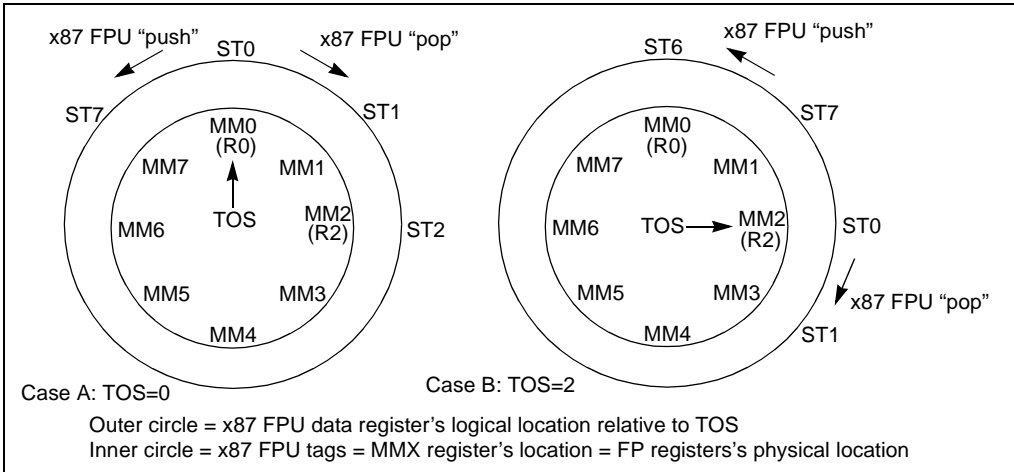 x87 FPU “push”
x87 FPU “pop”
ST0
ST7
ST1
MM0
(R0)
MM7
MM1
TOS
MM6
MM2
(R2)
ST2
MM5
MM3
MM4
Case A: TOS=0
x87 FPU “push”
ST6
ST7
MM0
(R0)
MM7
MM1
MM6
TOS
MM2
(R2)
ST0
MM5
MM3
x87 FPU “pop”
MM4
ST1
Case B: TOS=2
Outer circle = x87 FPU data register’s logical location relative to TOS
Inner circle = x87 FPU tags = MMX register’s location = FP registers’s physical location